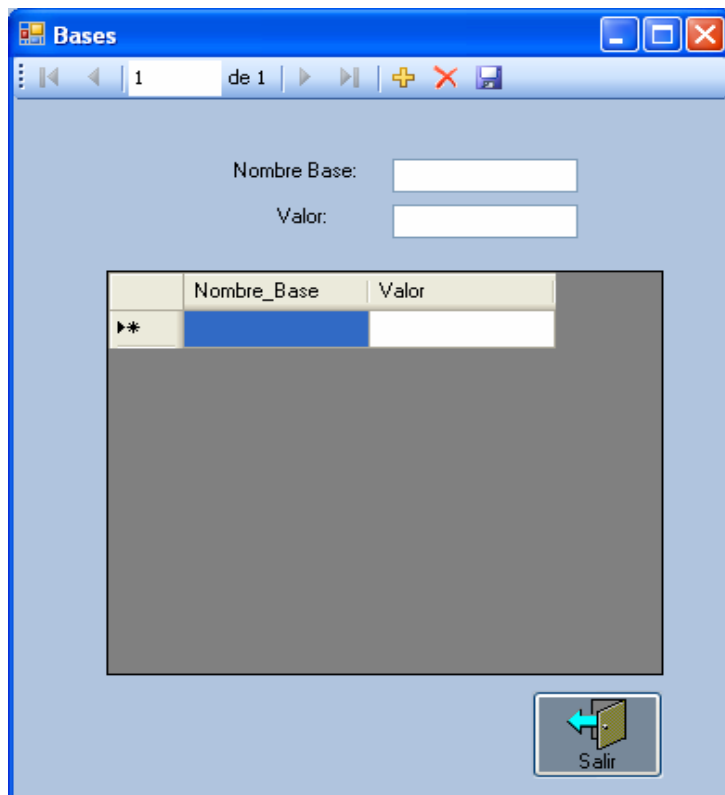 Bases
1 de 1
Nombre Base:
Valor:
Nombre_Base Valor
Salir